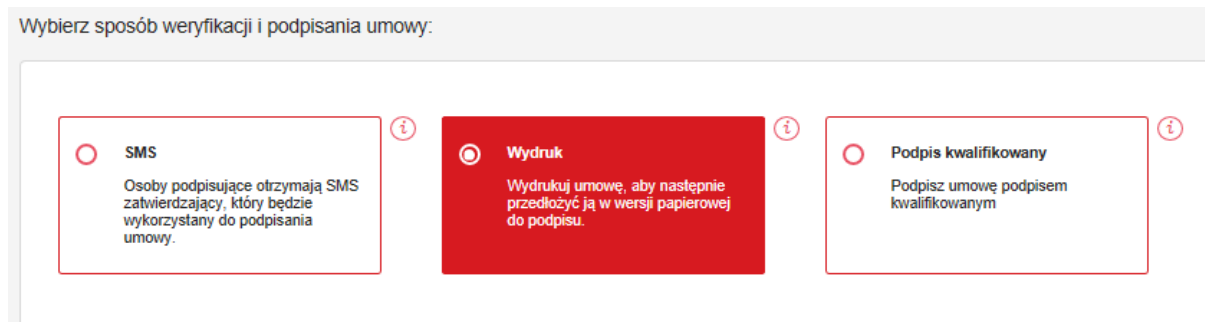 Wybierz sposób weryfikacji i podpisania umowy:
SMS
Osoby podpisujące otrzymają SMS
zatwierdzający, który będzie
wykorzystany do podpisania
umowy.
i
Wydruk
Wydrukuj umowę, aby następnie
przedłożyć ją w wersji papierowej
do podpisu.
i
Podpis kwalifikowany
Podpisz umowę podpisem
kwalifikowanym
i